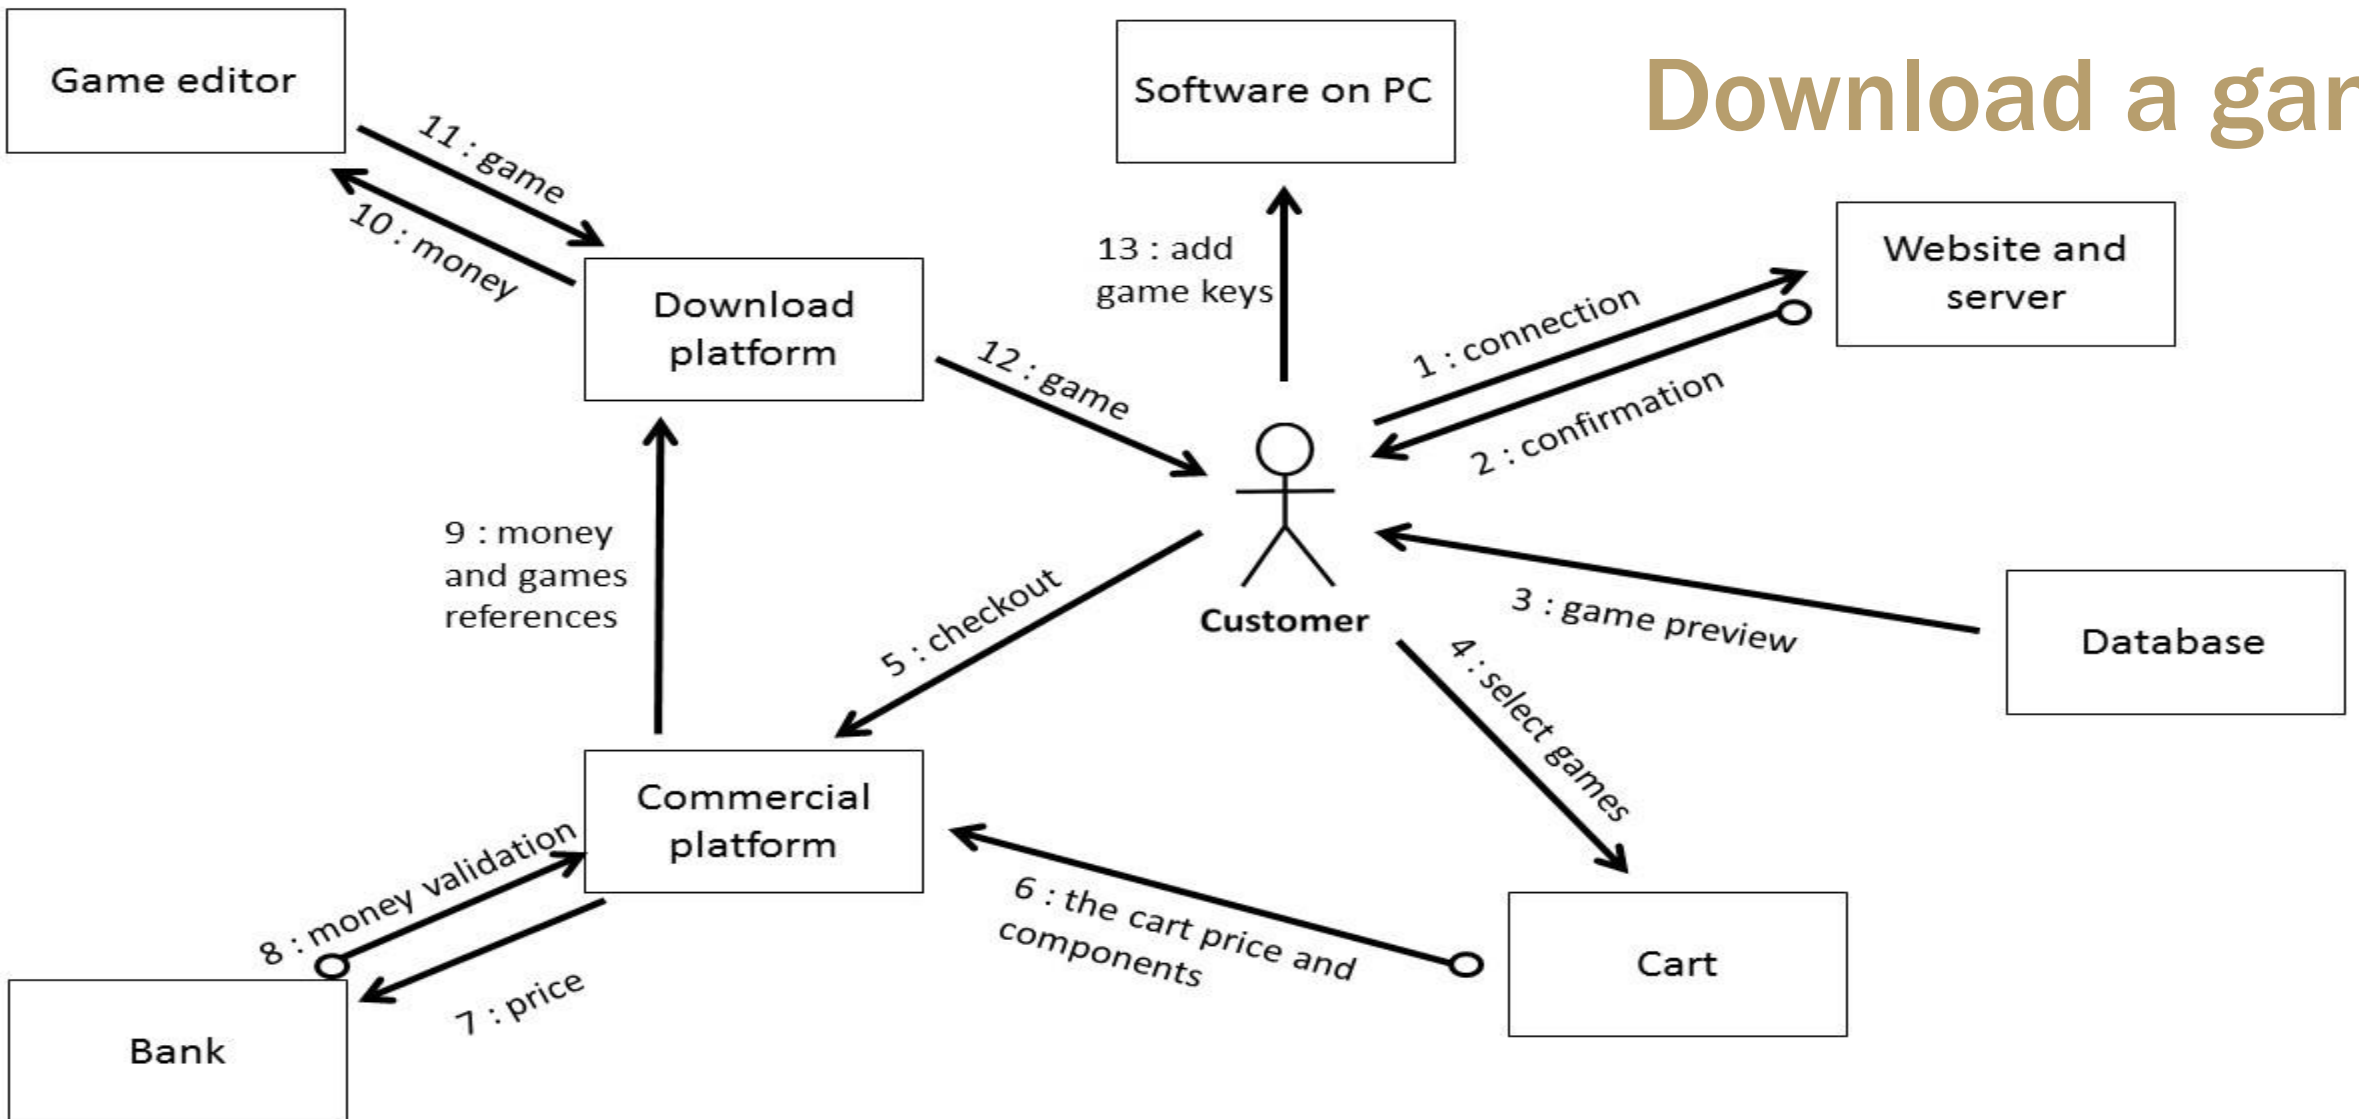 Game editor
Software on PC
Download a gar
11 : game
10 : money
Website and
server
13 : add
game keys
Download
platform
1 : connection
12 : game
2 : confirmation
9 : money
and games
references
5 : checkout
Customer
3 : game preview
Database
4 : select games
Commercial
platform
8 : money validation
6 : the cart price and
components
Cart
7 : price
Bank